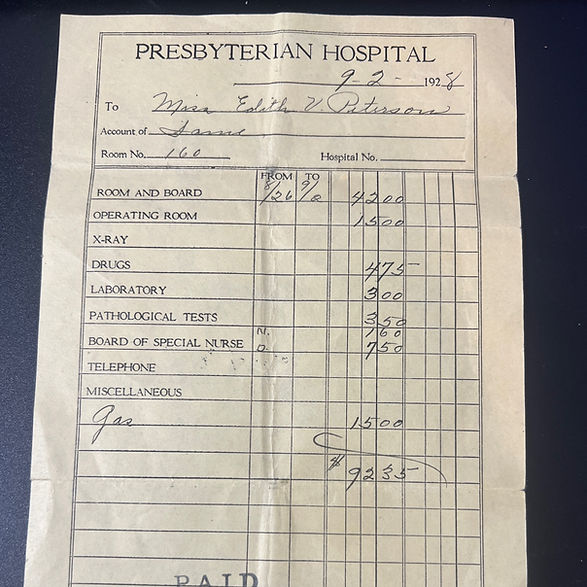 PRESBYTERIAN HOSPITAL
9-2- 1928
To Miss Edith V. Peterson
Account of Same
Room No. 160 Hospital No.
FROM TO
ROOM AND BOARD 8/26 9/2 4200
OPERATING ROOM 1500
X-RAY
DRUGS 475
LABORATORY 300
PATHOLOGICAL TESTS 350
N. 160
BOARD OF SPECIAL NURSE D. 750
TELEPHONE
MISCELLANEOUS
Gas 1500
$ 9235
PAID